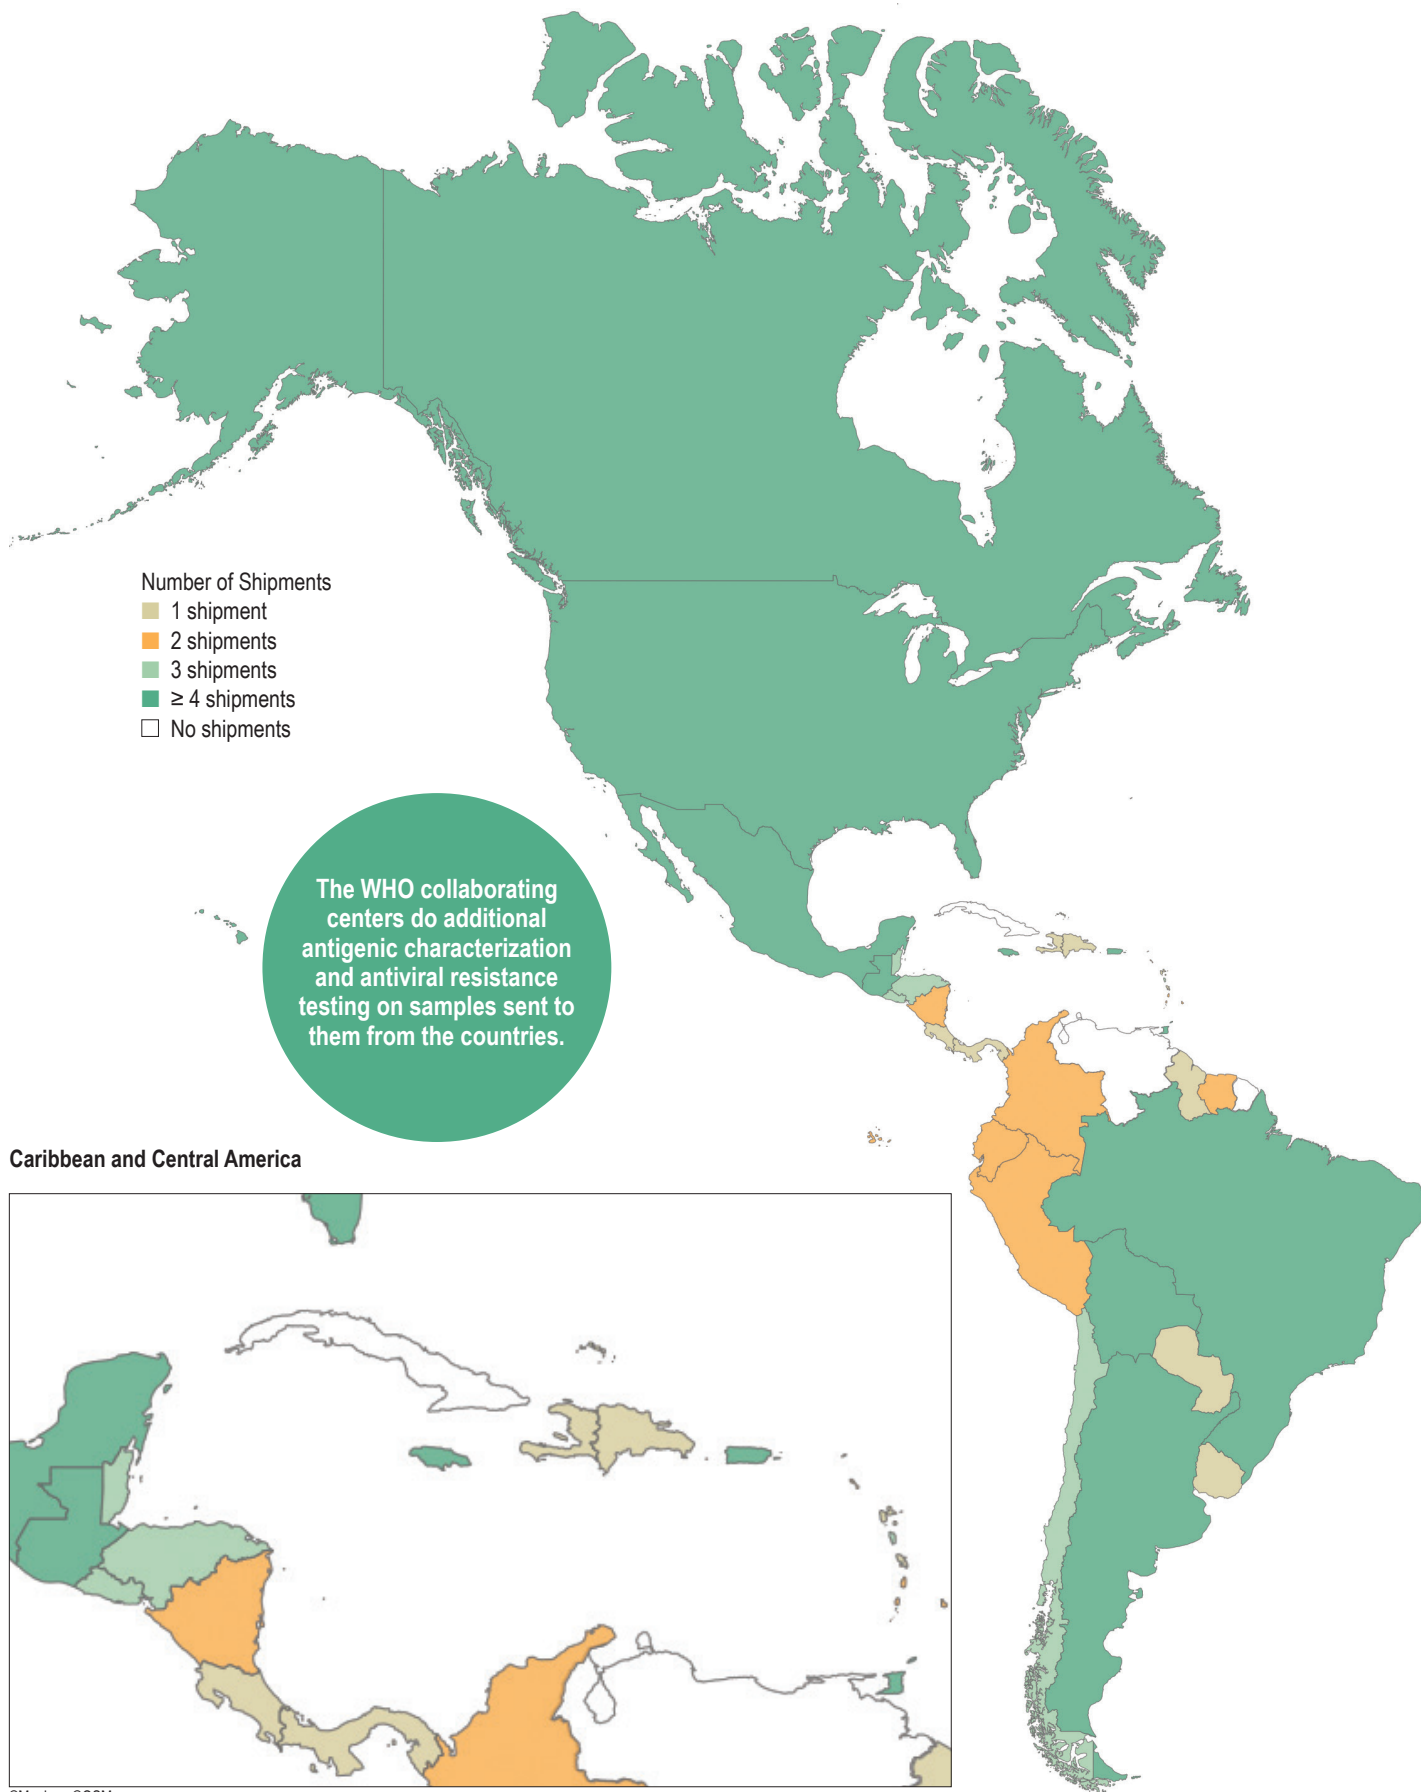 Number of Shipments
1 shipment
2 shipments
3 shipments
≥ 4 shipments
No shipments
The WHO collaborating
centers do additional
antigenic characterization
and antiviral resistance
testing on samples sent to
them from the countries.
Caribbean and Central America